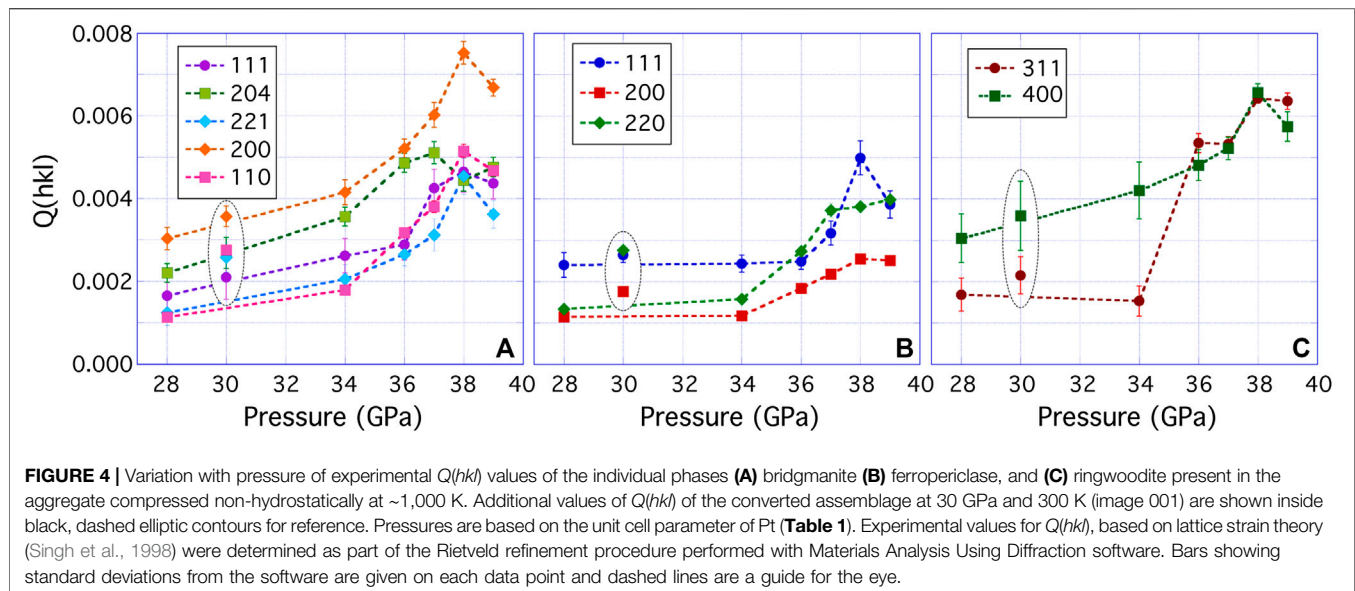 0.008
0.006
0.004
0.002
0.000
Q(hkl)
111
204
221
200
110
A
28 30 32 34 36 38 40
Pressure (GPa)
111
200
220
B
28 30 32 34 36 38 40
Pressure (GPa)
311
400
C
28 30 32 34 36 38 40
Pressure (GPa)
FIGURE 4 | Variation with pressure of experimental Q(hkl) values of the individual phases (A) bridgmanite (B) ferropericlase, and (C) ringwoodite present in the
aggregate compressed non-hydrostatically at ~1,000 K. Additional values of Q(hkl) of the converted assemblage at 30 GPa and 300 K (image 001) are shown inside
black, dashed elliptic contours for reference. Pressures are based on the unit cell parameter of Pt (Table 1). Experimental values for Q(hkl), based on lattice strain theory
(Singh et al., 1998) were determined as part of the Rietveld refinement procedure performed with Materials Analysis Using Diffraction software. Bars showing
standard deviations from the software are given on each data point and dashed lines are a guide for the eye.